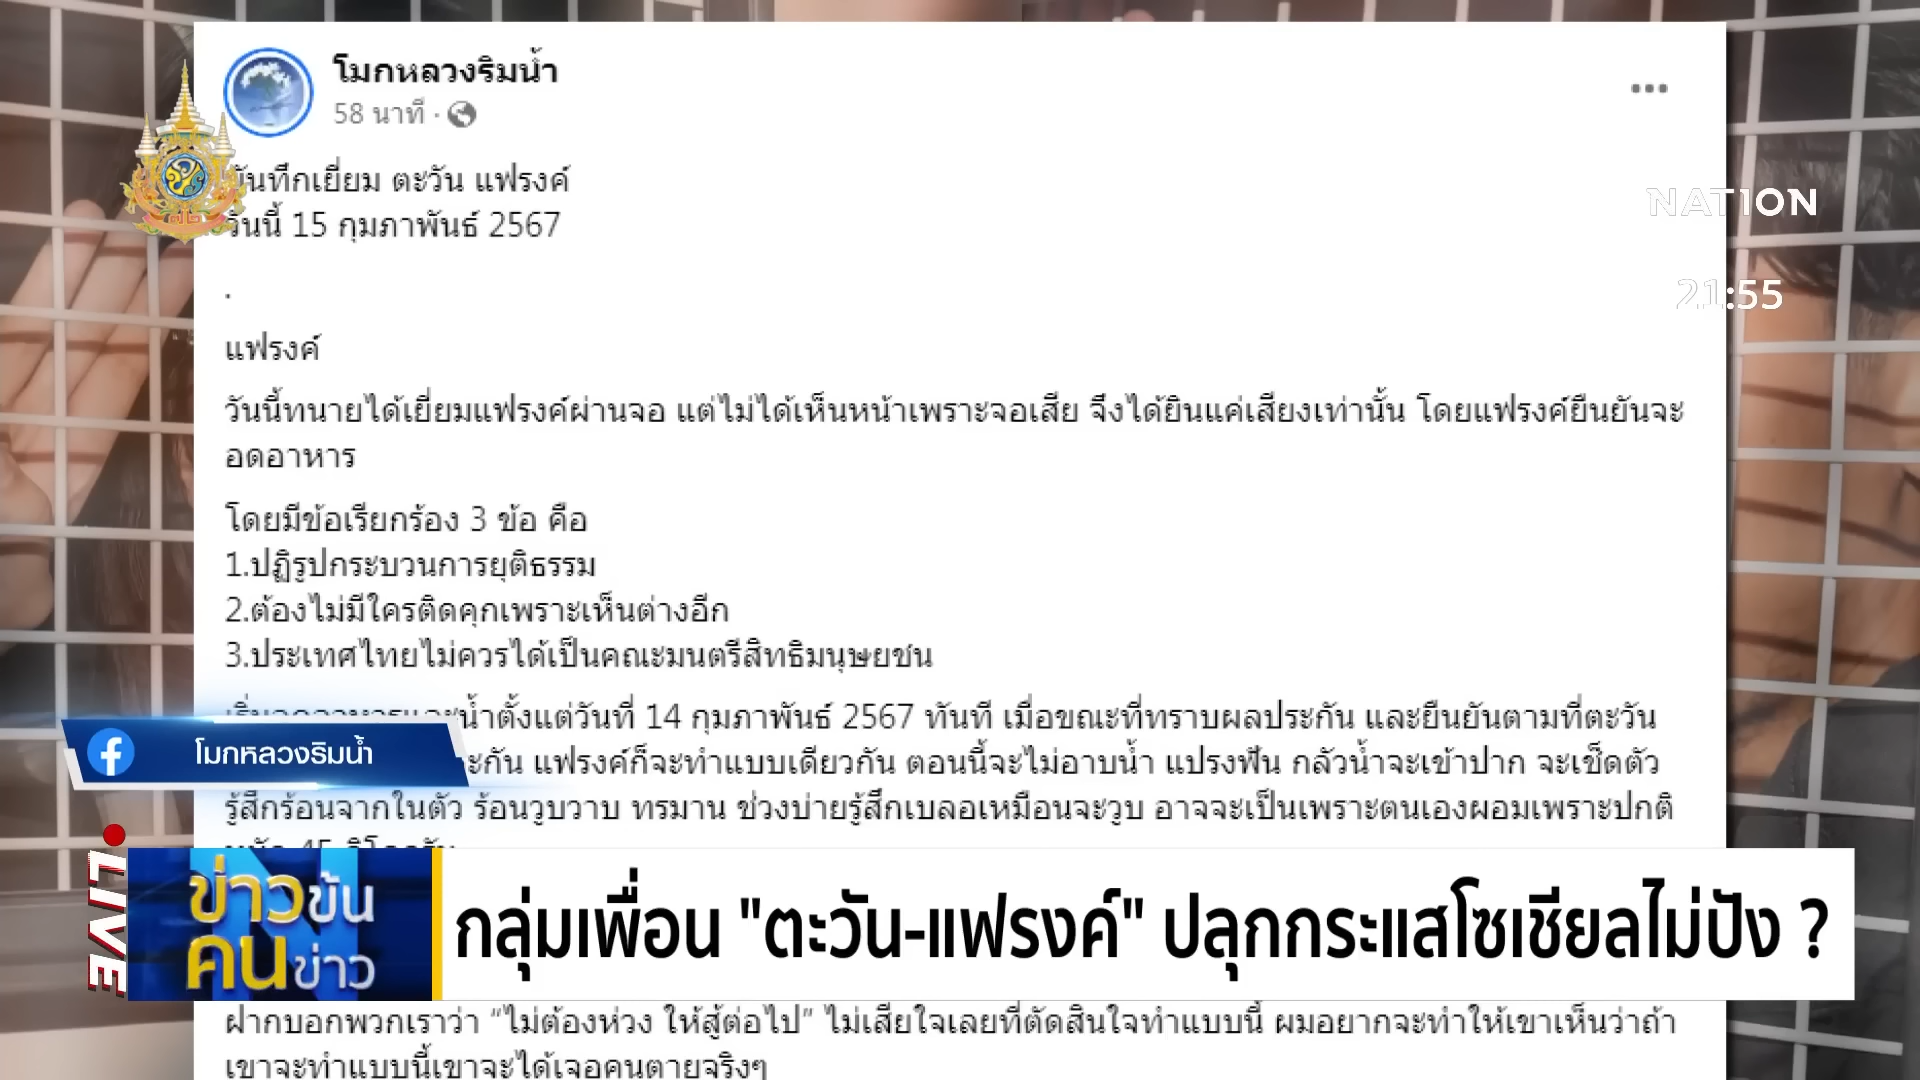 โมกหลวงริมน้ำ
58 นาที ·
บันทึกเยี่ยม ตะวัน แฟรงค์
วันนี้ 15 กุมภาพันธ์ 2567
.
แฟรงค์
วันนี้ทนายได้เยี่ยมแฟรงค์ผ่านจอ แต่ไม่ได้เห็นหน้าเพราะจอเสีย จึงได้ยินแค่เสียงเท่านั้น โดยแฟรงค์ยืนยันจะ
อดอาหาร
โดยมีข้อเรียกร้อง 3 ข้อ คือ
1.ปฏิรูปกระบวนการยุติธรรม
2.ต้องไม่มีใครติดคุกเพราะเห็นต่างอีก
3.ประเทศไทยไม่ควรได้เป็นคณะมนตรีสิทธิมนุษยชน
น้ำตั้งแต่วันที่ 14 กุมภาพันธ์ 2567 ทันที เมื่อขณะที่ทราบผลประกัน และยืนยันตามที่ตะวัน
ะกัน แฟรงค์ก็จะทำแบบเดียวกัน ตอนนี้จะไม่อาบน้ำ แปรงฟัน กลัวน้ำจะเข้าปาก จะเช็ดตัว
รู้สึกร้อนจากในตัว ร้อนวูบวาบ ทรมาน ช่วงบ่ายรู้สึกเบลอเหมือนจะวูบ อาจจะเป็นเพราะตนเองผอมเพราะปกติ
ฝากบอกพวกเราว่า “ไม่ต้องห่วง ให้สู้ต่อไป” ไม่เสียใจเลยที่ตัดสินใจทำแบบนี้ ผมอยากจะทำให้เขาเห็นว่าถ้า
เขาจะทำแบบนี้เขาจะได้เจอคนตายจริงๆ
NATION
21:55
โมกหลวงริมน้ำ
LIVE
ข่าวข้น
คนข่าว
กลุ่มเพื่อน "ตะวัน-แฟรงค์" ปลุกกระแสโซเชียลไม่ปัง ?